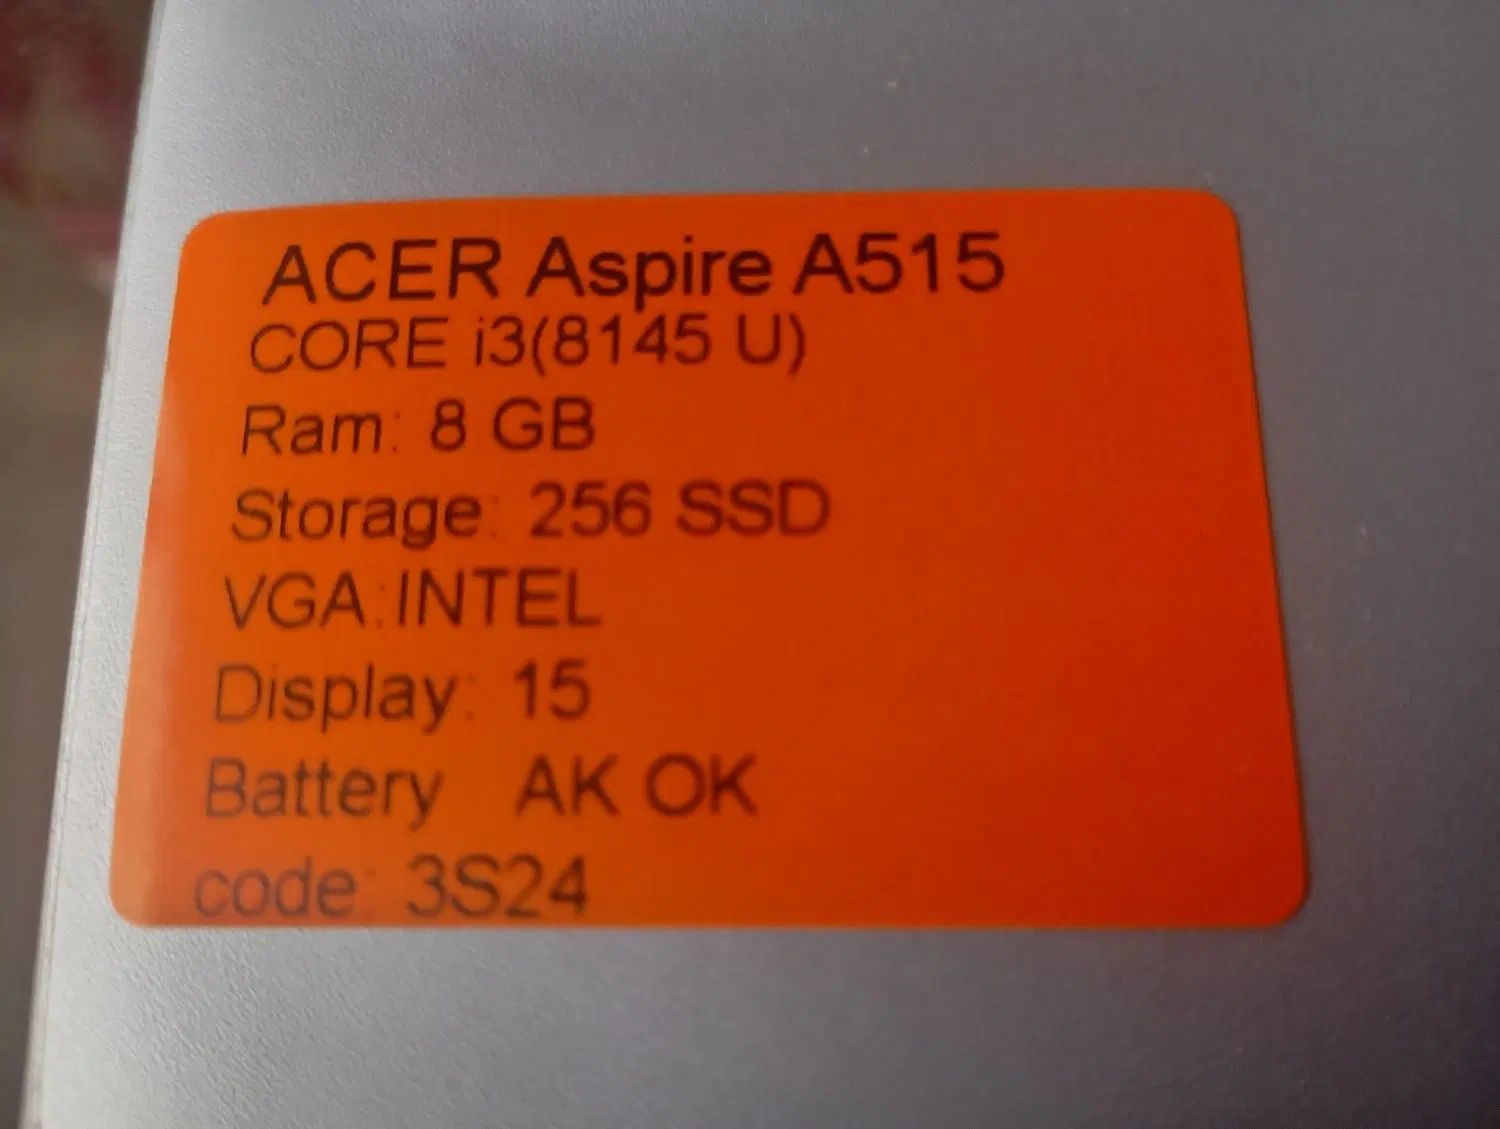 ACER Aspire A515
CORE i3(8145 U)
Ram: 8 GB
Storage: 256 SSD
VGA:INTEL
Display: 15
Battery AK OK
code: 3S24